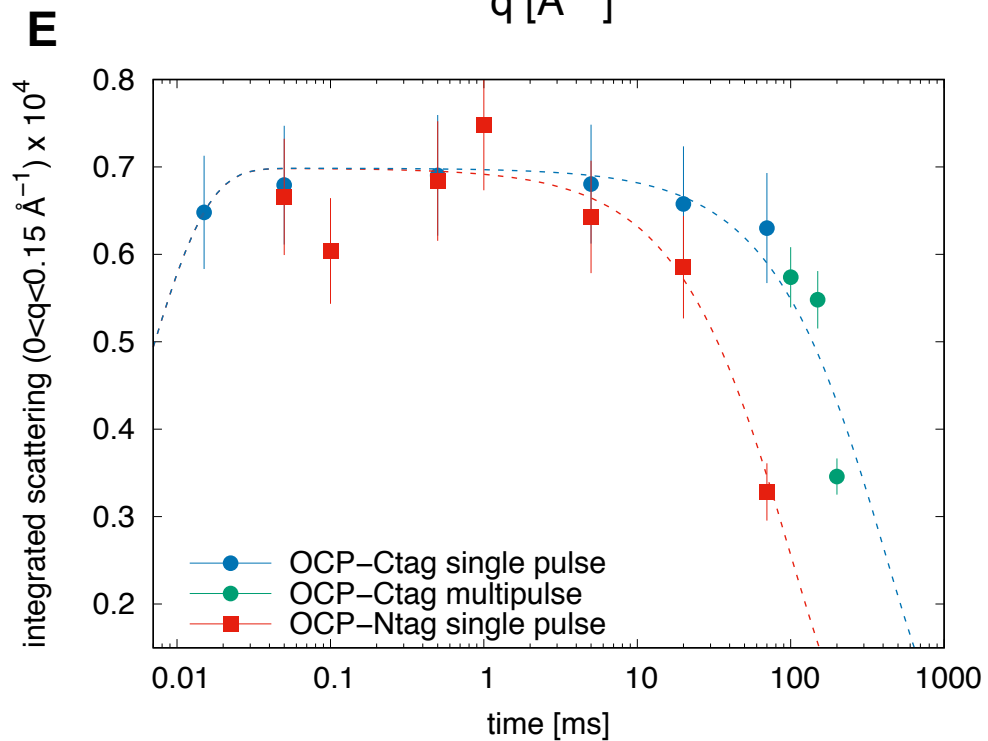 q [Å⁻¹]
E
integrated scattering (0<q<0.15 Å⁻¹) x 10⁴
0.8
0.7
0.6
0.5
0.4
0.3
0.2
OCP−Ctag single pulse
OCP−Ctag multipulse
OCP−Ntag single pulse
0.01 0.1 1 10 100 1000
time [ms]